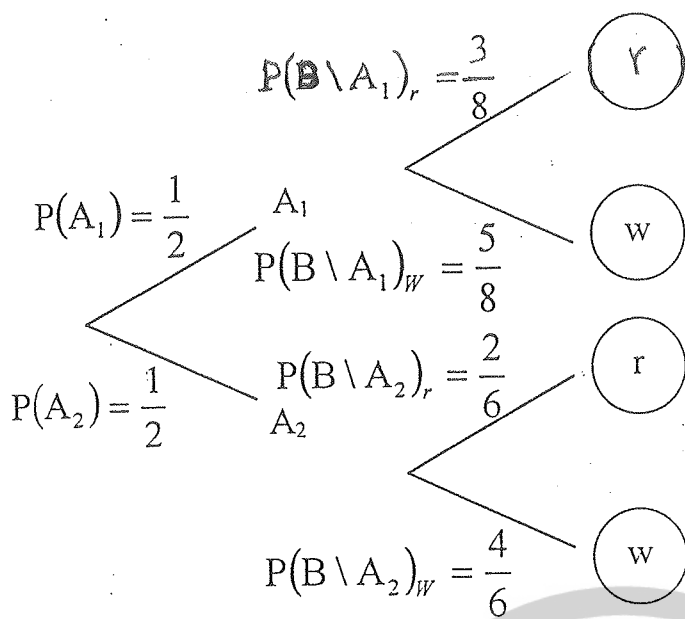 P(B \ A₁)ᵣ = 3/8
r
A₁
P(A₁) = 1/2
w
P(B \ A₁)_W = 5/8
P(B \ A₂)ᵣ = 2/6
r
P(A₂) = 1/2
A₂
w
P(B \ A₂)_W = 4/6